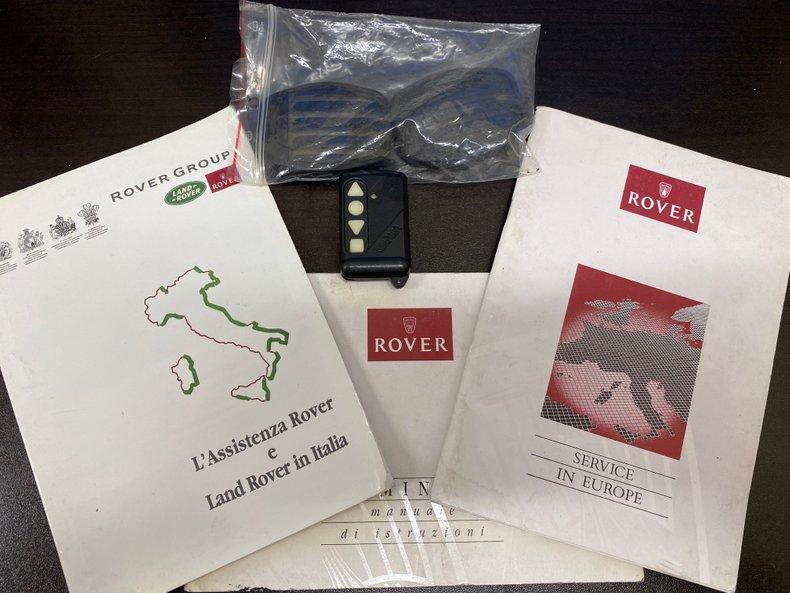 ROVER GROUP
LAND-
-ROVER
ROVER
L'Assistenza Rover
e
Land Rover in Italia
ROVER
MIN
manuale
di istruzioni
ROVER
SERVICE
IN EUROPE